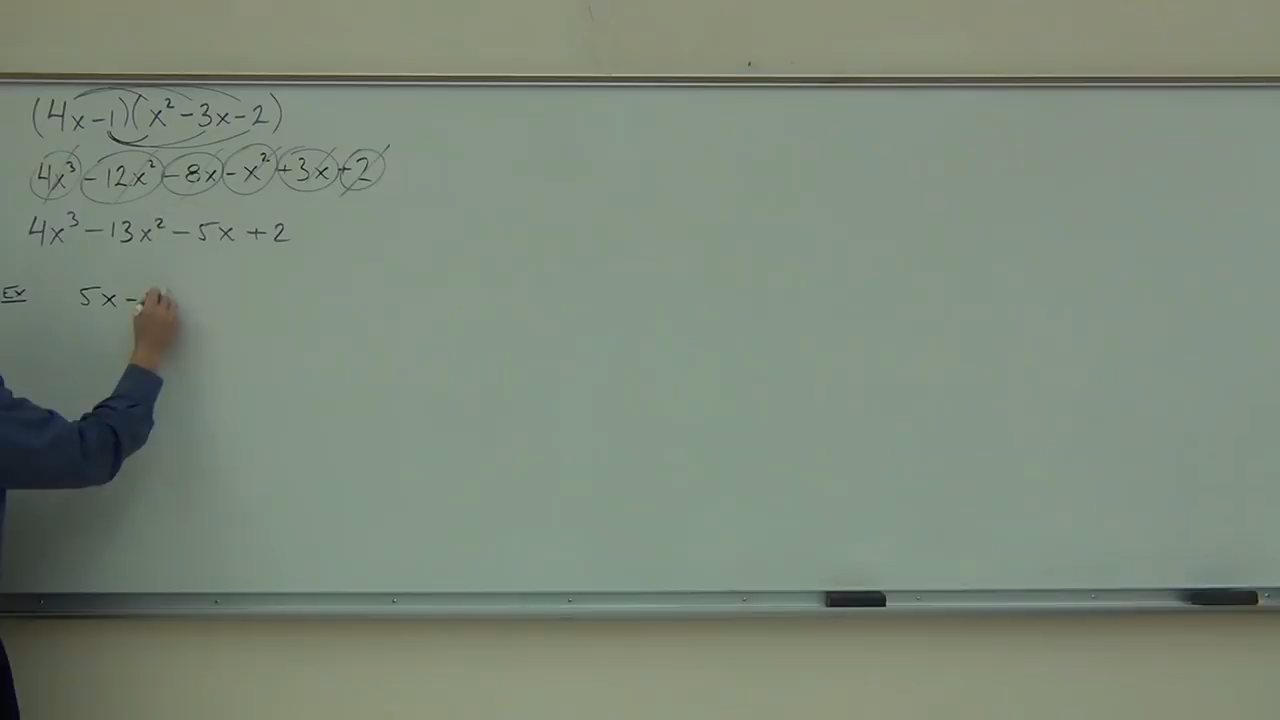 (4x-1)(x²-3x-2)
4x³-12x²-8x-x²+3x+2
4x³-13x²-5x+2
Ex 5x-